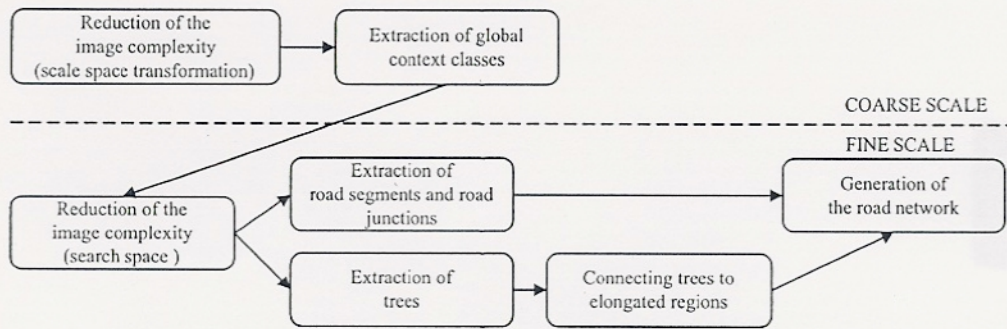 Reduction of the
image complexity
(scale space transformation)
Extraction of global
context classes
COARSE SCALE
FINE SCALE
Reduction of the
image complexity
(search space )
Extraction of
road segments and road
junctions
Generation of
the road network
Extraction of
trees
Connecting trees to
elongated regions